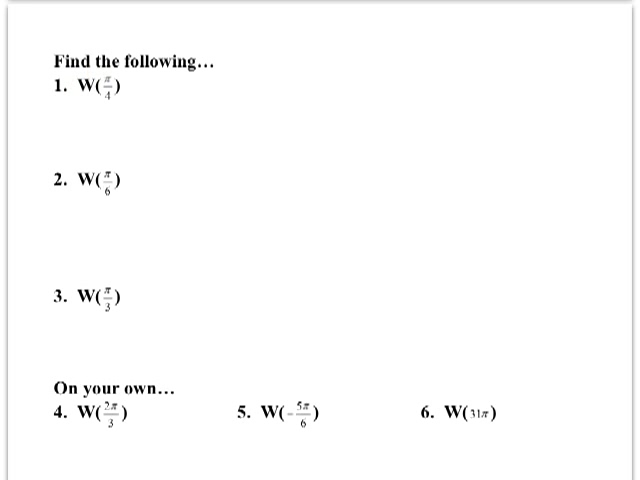 Find the following...
1. W(π/4)
2. W(π/6)
3. W(π/3)
On your own...
4. W(2π/3) 5. W(-5π/6) 6. W(31π)